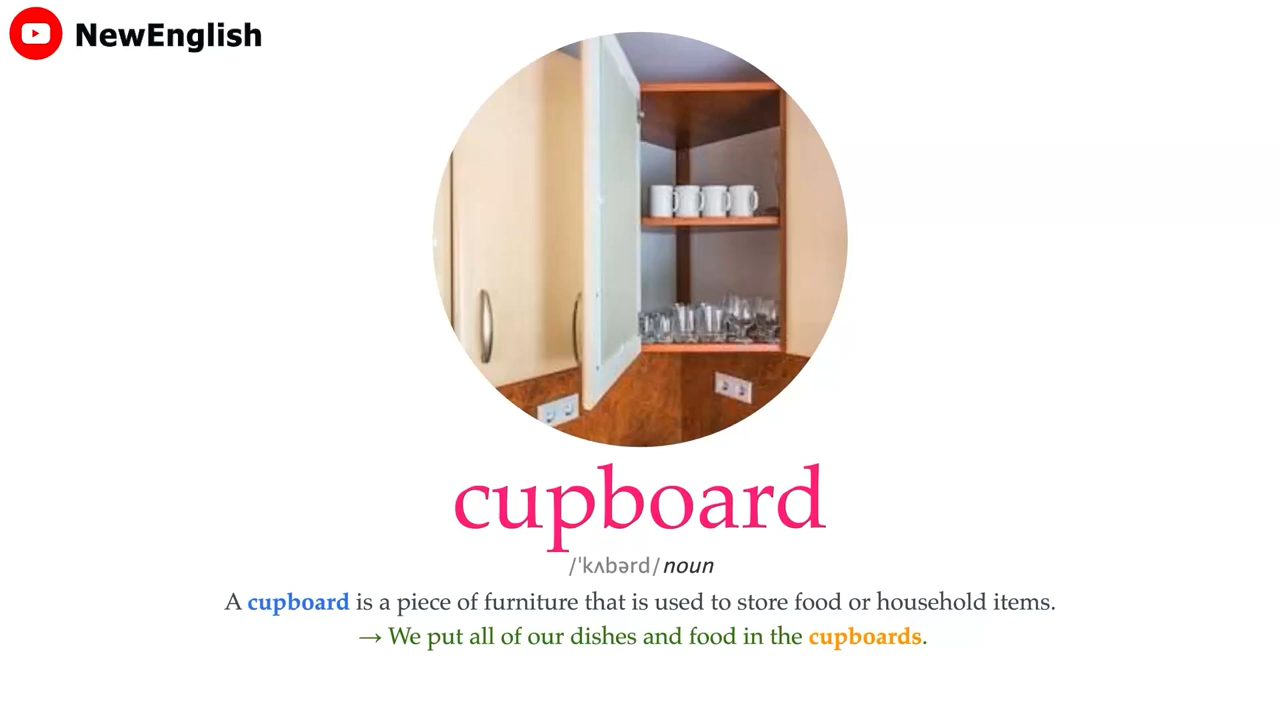 NewEnglish
cupboard
/ˈkʌbərd/ noun
A cupboard is a piece of furniture that is used to store food or household items.
→ We put all of our dishes and food in the cupboards.